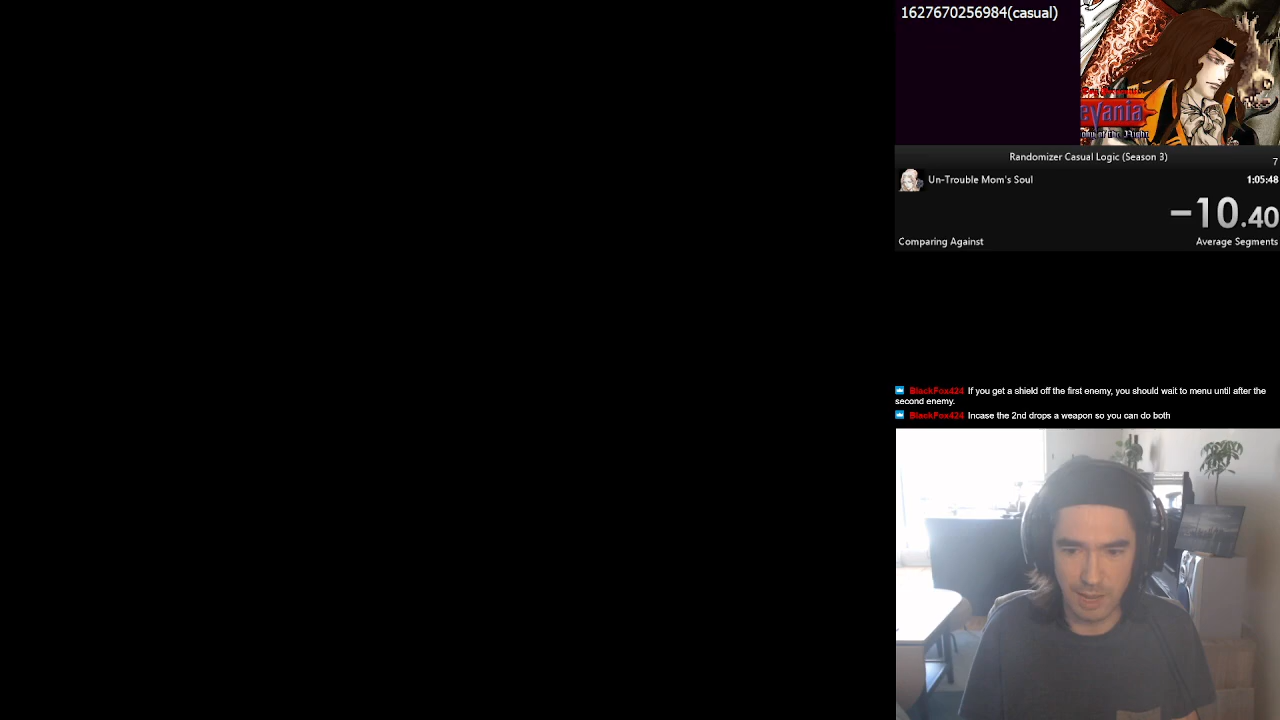 1627670256984(casual)
eVania
Randomizer Casual Logic (Season 3)
7
Un-Trouble Mom's Soul
1:05:48
−10.40
Comparing Against
Average Segments
BlackFox424 If you get a shield off the first enemy, you should wait to menu until after the
second enemy.
BlackFox424 Incase the 2nd drops a weapon so you can do both